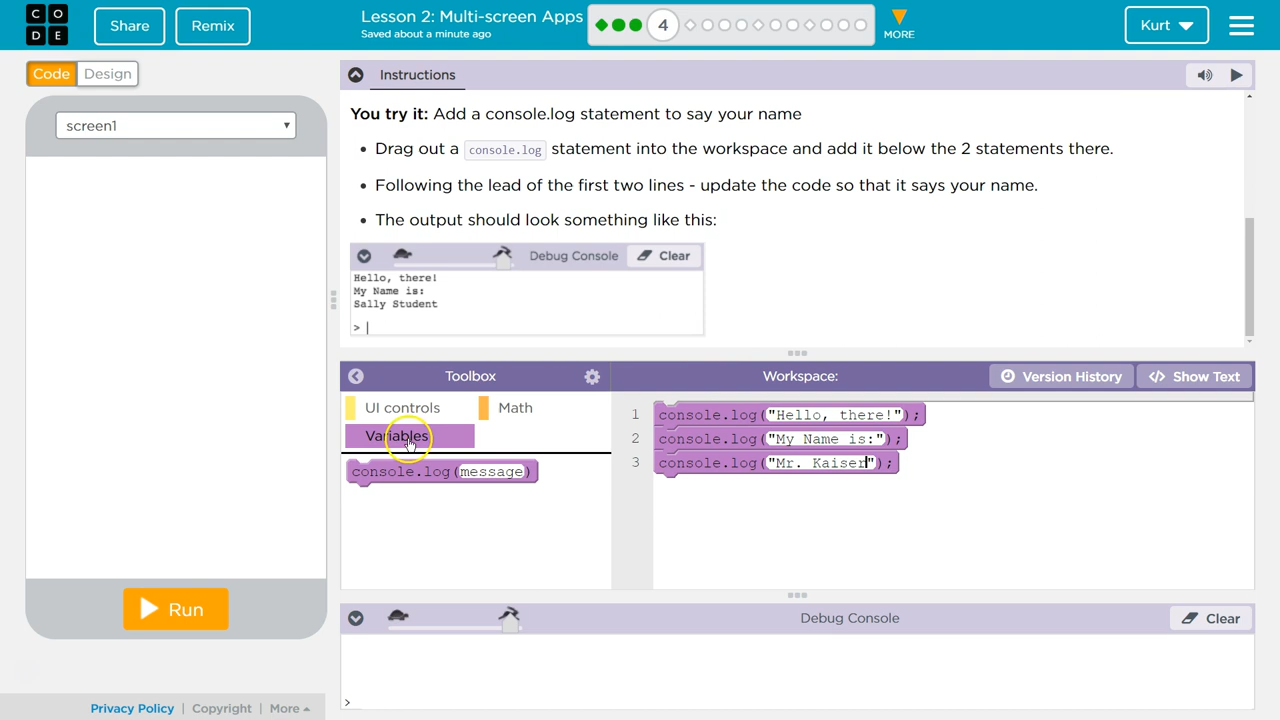 C O
D E
Share
Remix
Lesson 2: Multi-screen Apps
Saved about a minute ago
4
MORE
Kurt
Code
Design
screen1
Run
Privacy Policy | Copyright | More
Instructions
You try it: Add a console.log statement to say your name
• Drag out a console.log statement into the workspace and add it below the 2 statements there.
• Following the lead of the first two lines - update the code so that it says your name.
• The output should look something like this:
Debug Console
Clear
Hello, there!
My Name is:
Sally Student
> |
Toolbox
UI controls
Math
Variables
console.log(message)
Workspace:
Version History
Show Text
1 console.log("Hello, there!");
2 console.log("My Name is:");
3 console.log("Mr. Kaiser");
Debug Console
Clear
>